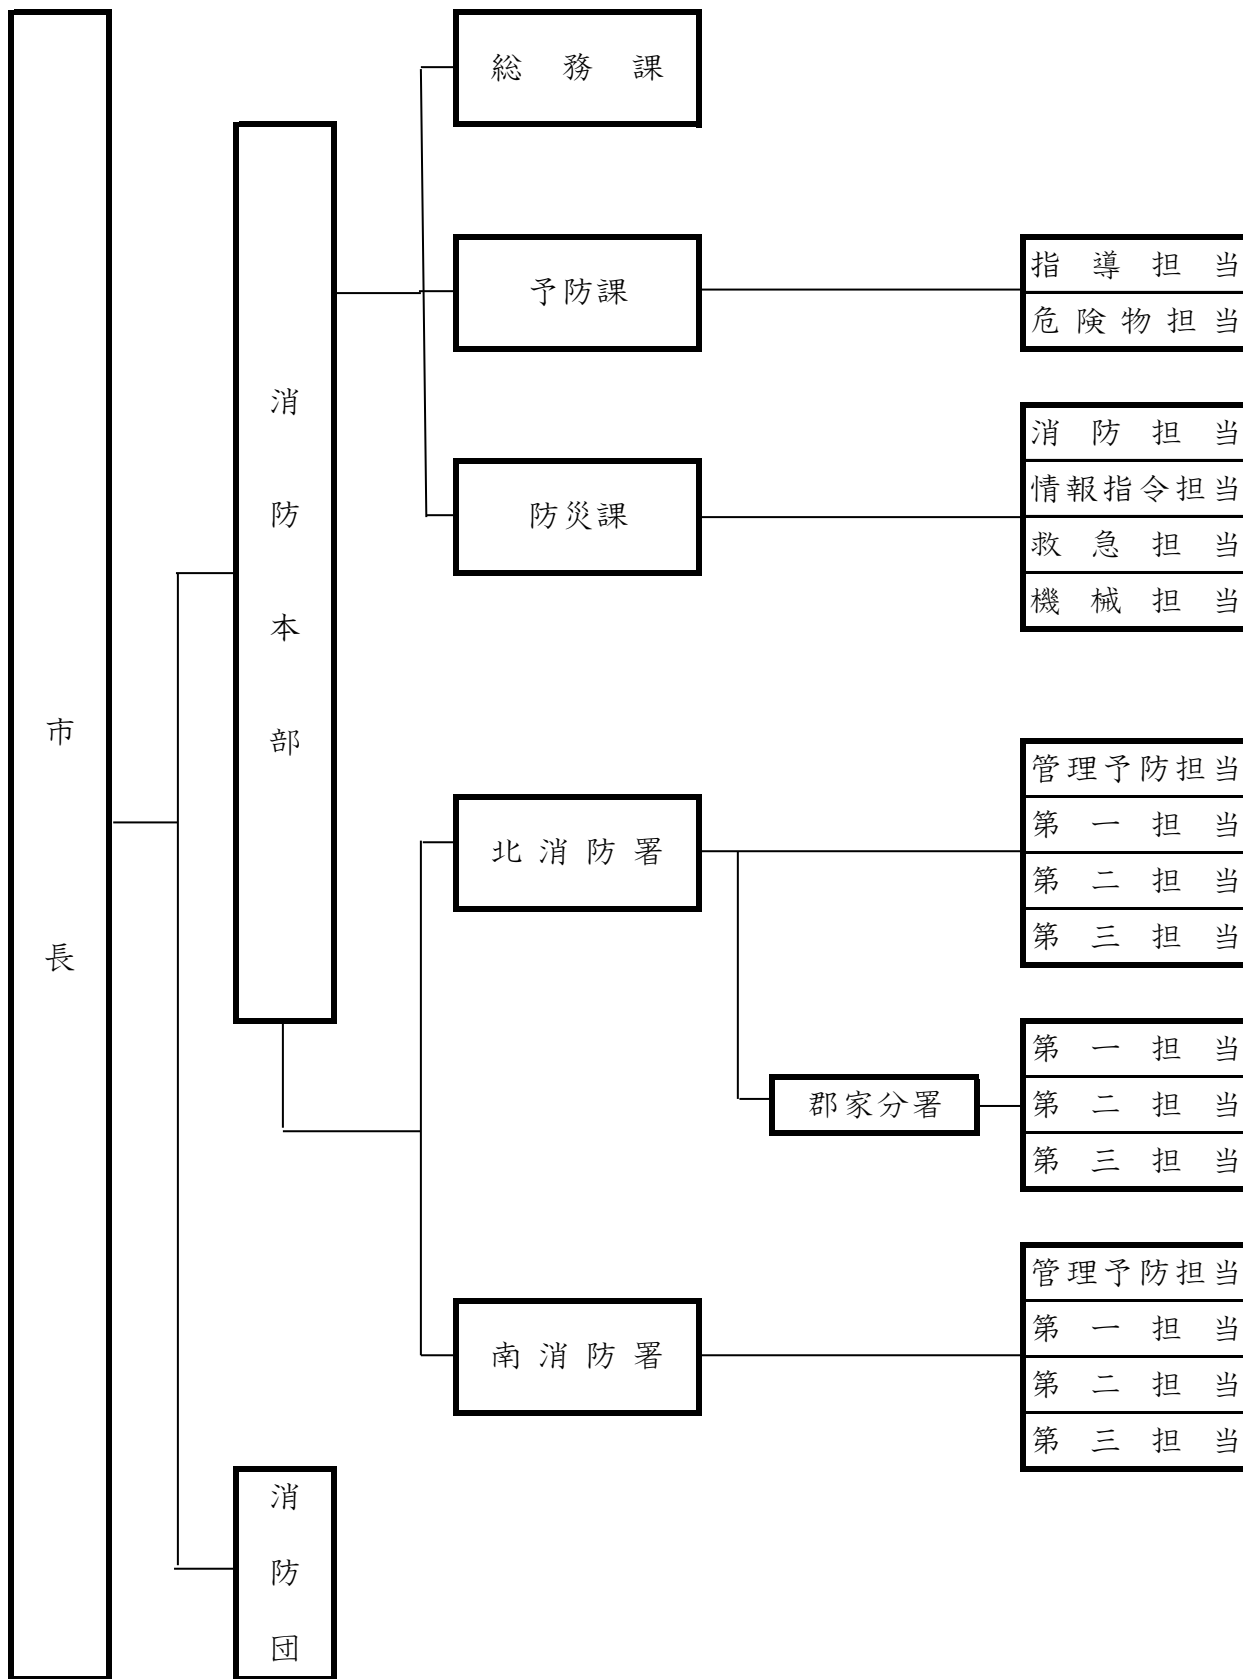 市長
消防本部
消防団
総務課
予防課
防災課
北消防署
郡家分署
南消防署
指導担当
危険物担当
消防担当
情報指令担当
救急担当
機械担当
管理予防担当
第一担当
第二担当
第三担当
第一担当
第二担当
第三担当
管理予防担当
第一担当
第二担当
第三担当